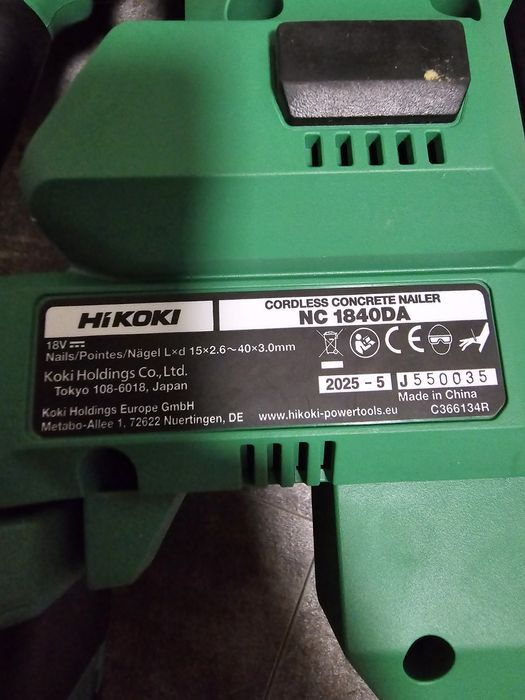 HiKOKI
CORDLESS CONCRETE NAILER
NC 1840DA
18V
Nails/Pointes/Nägel L×d 15×2.6~40×3.0mm
Koki Holdings Co.,Ltd.
Tokyo 108-6018, Japan
Koki Holdings Europe GmbH
Metabo-Allee 1, 72622 Nuertingen, DE
www.hikoki-powertools.eu
CE
2025-5 J550035
Made in China
C366134R